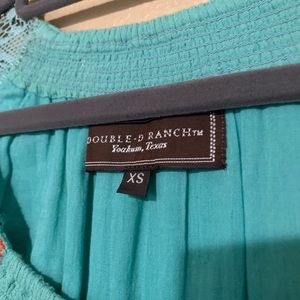 DOUBLE-D RANCH™
Yoakum, Texas
XS